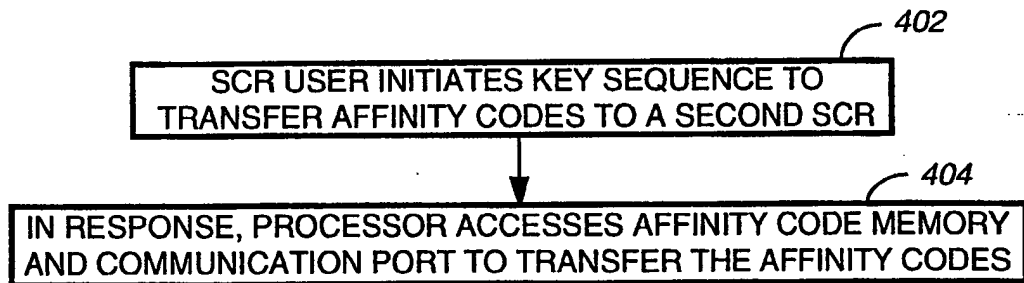 402
SCR USER INITIATES KEY SEQUENCE TO
TRANSFER AFFINITY CODES TO A SECOND SCR
404
IN RESPONSE, PROCESSOR ACCESSES AFFINITY CODE MEMORY
AND COMMUNICATION PORT TO TRANSFER THE AFFINITY CODES